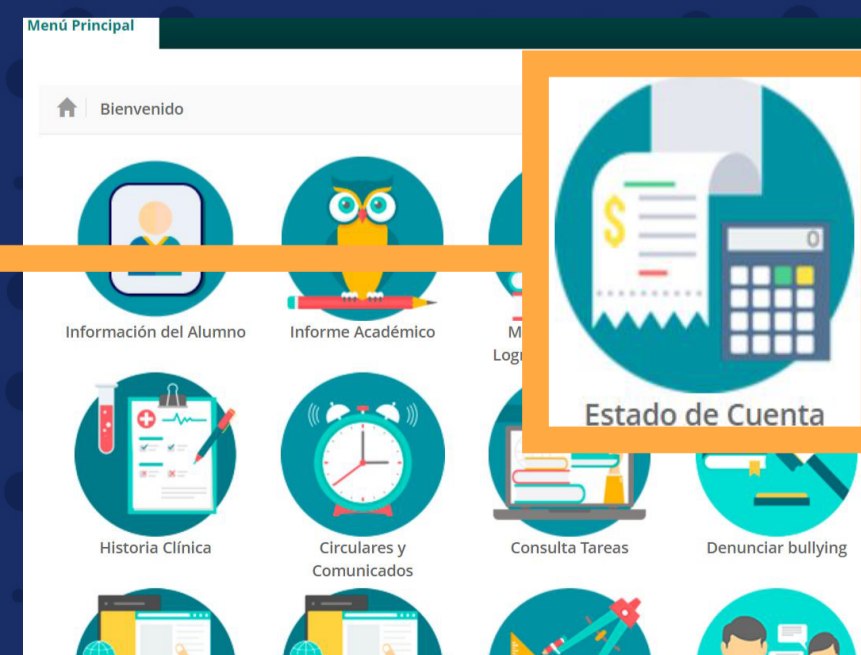 Menú Principal
Bienvenido
$
0
Estado de Cuenta
Información del Alumno
Informe Académico
Historia Clínica
Circulares y
Comunicados
Consulta Tareas
Denunciar bullying